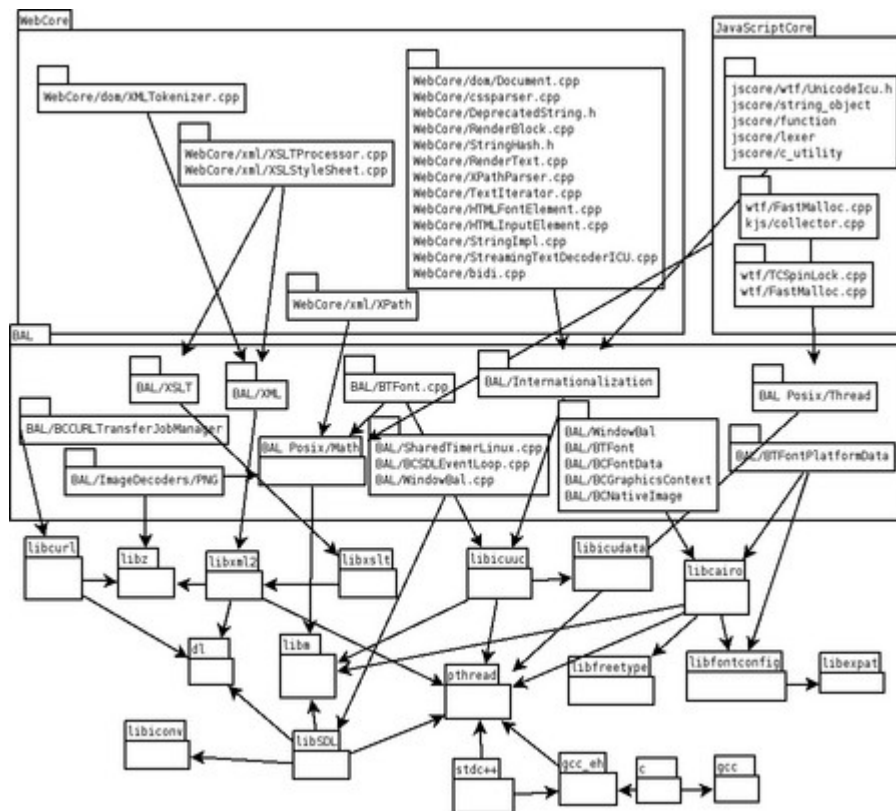 WebCore
JavaScriptCore
WebCore/dom/XMLTokenizer.cpp
WebCore/xml/XSLTProcessor.cpp
WebCore/xml/XSLStyleSheet.cpp
WebCore/dom/Document.cpp
WebCore/cssparser.cpp
WebCore/DeprecatedString.h
WebCore/RenderBlock.cpp
WebCore/StringHash.h
WebCore/RenderText.cpp
WebCore/XPathParser.cpp
WebCore/TextIterator.cpp
WebCore/HTMLFontElement.cpp
WebCore/HTMLInputElement.cpp
WebCore/StringImpl.cpp
WebCore/StreamingTextDecoderICU.cpp
WebCore/bidi.cpp
jscore/wtf/UnicodeIcu.h
jscore/string_object
jscore/function
jscore/lexer
jscore/c_utility
wtf/FastMalloc.cpp
kjs/collector.cpp
wtf/TCSpinLock.cpp
wtf/FastMalloc.cpp
WebCore/xml/XPath
BAL
BAL/XSLT
BAL/XML
BAL/BTFont.cpp
BAL/Internationalization
BAL Posix/Thread
BAL/BCCURLTransferJobManager
BAL Posix/Math
BAL/SharedTimerLinux.cpp
BAL/BCSDLEventLoop.cpp
BAL/WindowBal.cpp
BAL/WindowBal
BAL/BTFont
BAL/BCFontData
BAL/BCGraphicsContext
BAL/BCNativeImage
BAL/BTFontPlatformData
BAL/ImageDecoders/PNG
libcurl
libz
libxml2
libxslt
libicuuc
libicudata
libcairo
dl
libm
pthread
libfreetype
libfontconfig
libexpat
libiconv
libSDL
stdc++
gcc_eh
c
gcc